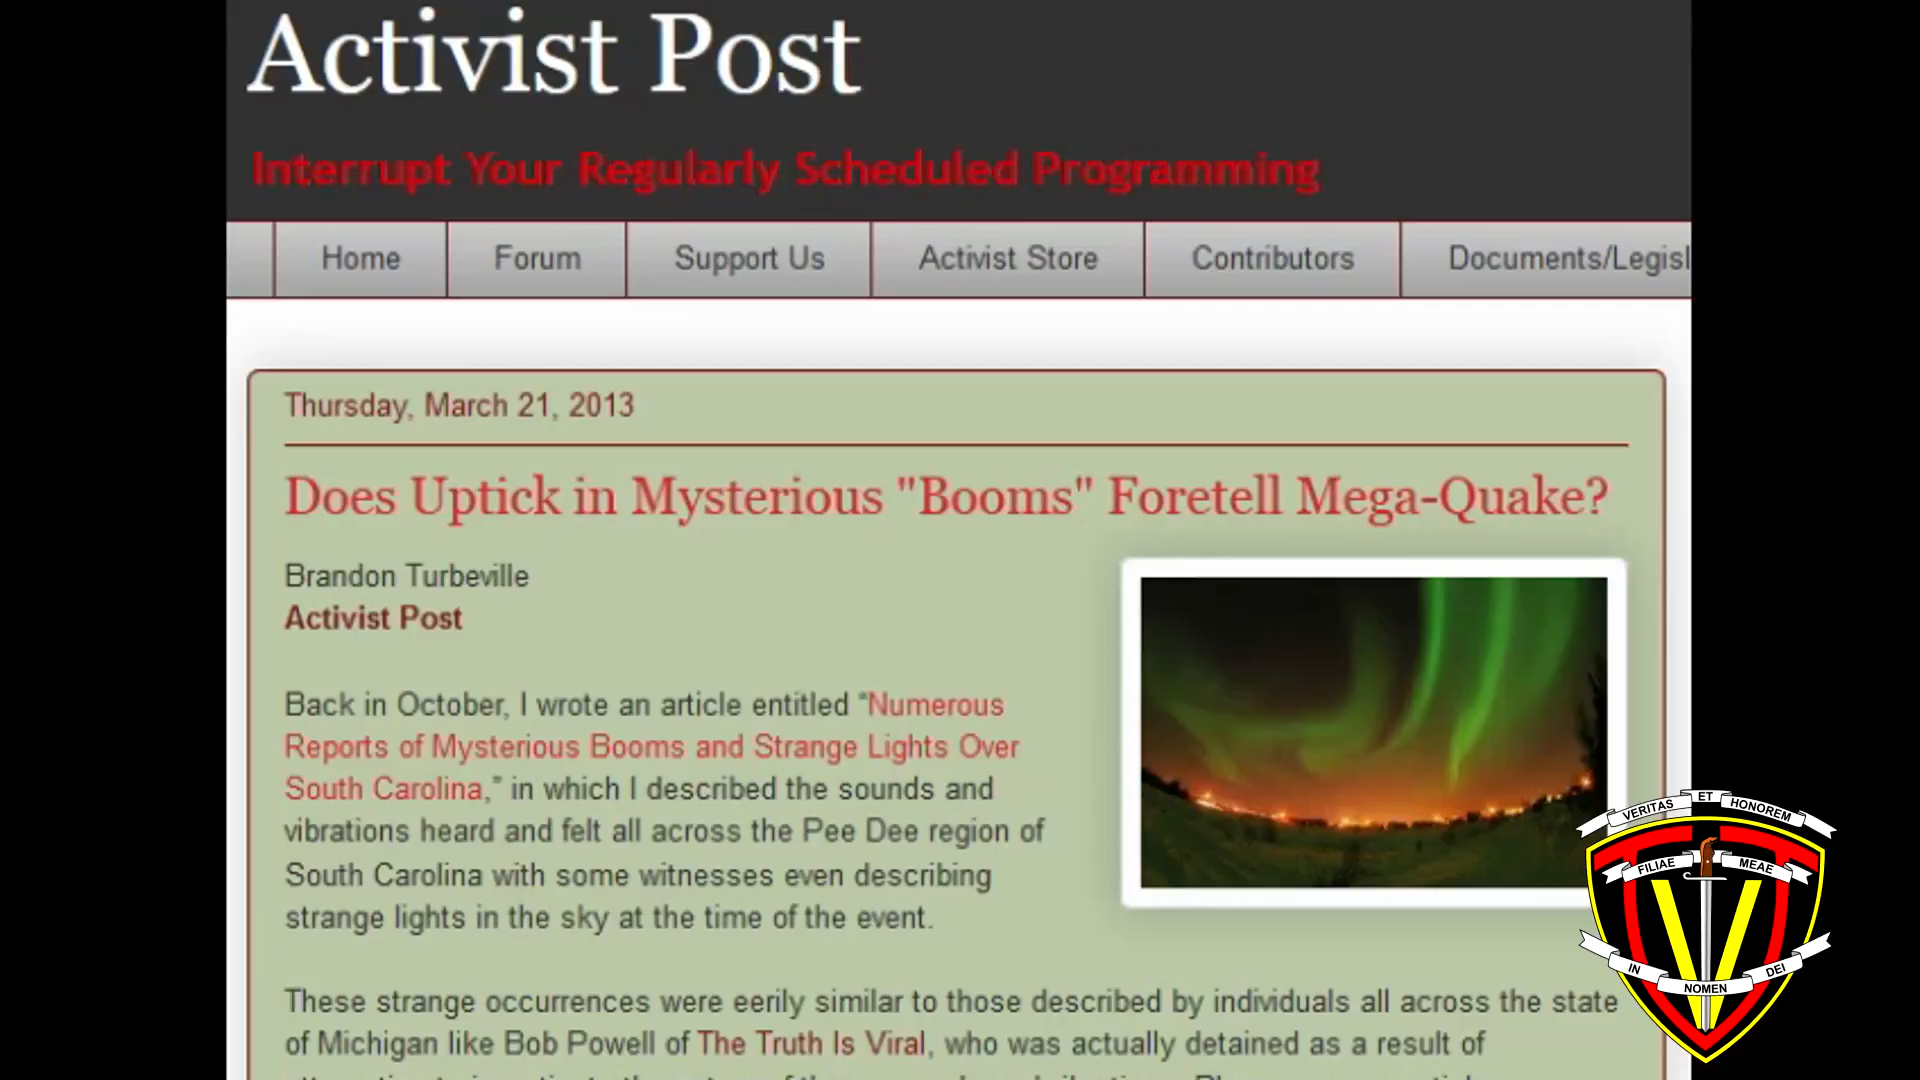 Activist Post
Interrupt Your Regularly Scheduled Programming
Home Forum Support Us Activist Store Contributors Documents/Legisl
Thursday, March 21, 2013
Does Uptick in Mysterious "Booms" Foretell Mega-Quake?
Brandon Turbeville
Activist Post
Back in October, I wrote an article entitled “Numerous
Reports of Mysterious Booms and Strange Lights Over
South Carolina,” in which I described the sounds and
vibrations heard and felt all across the Pee Dee region of
South Carolina with some witnesses even describing
strange lights in the sky at the time of the event.
These strange occurrences were eerily similar to those described by individuals all across the state
of Michigan like Bob Powell of The Truth Is Viral, who was actually detained as a result of
VERITAS ET HONOREM
FILIAE MEAE
IN NOMEN DEI